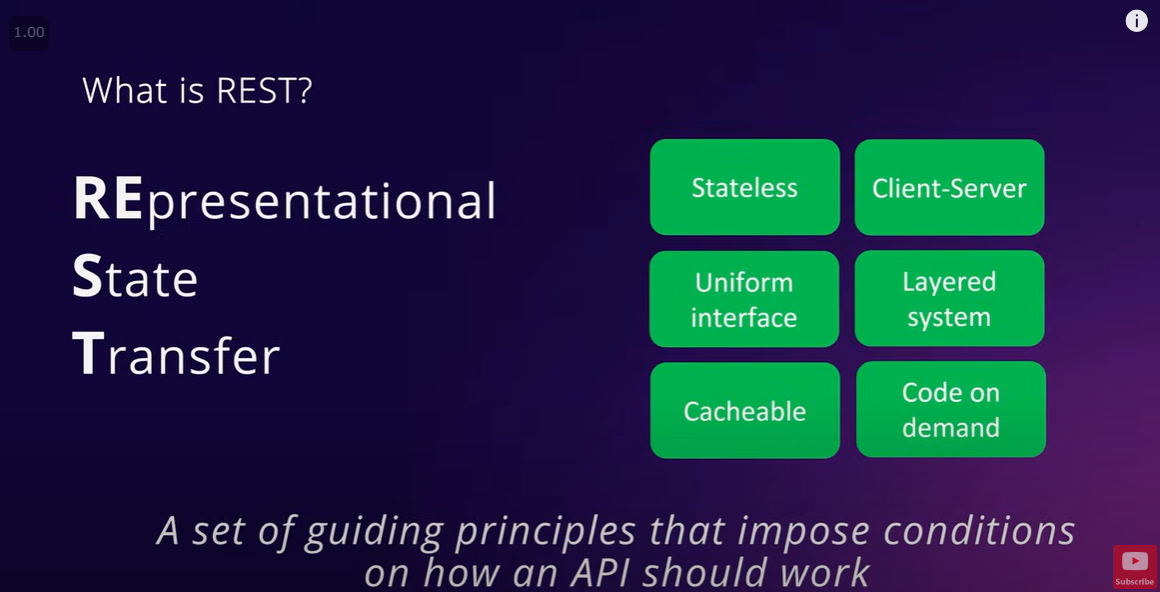 1.00
What is REST?
REpresentational
State
Transfer
Stateless
Client-Server
Uniform
interface
Layered
system
Cacheable
Code on
demand
A set of guiding principles that impose conditions
on how an API should work
i
Subscribe